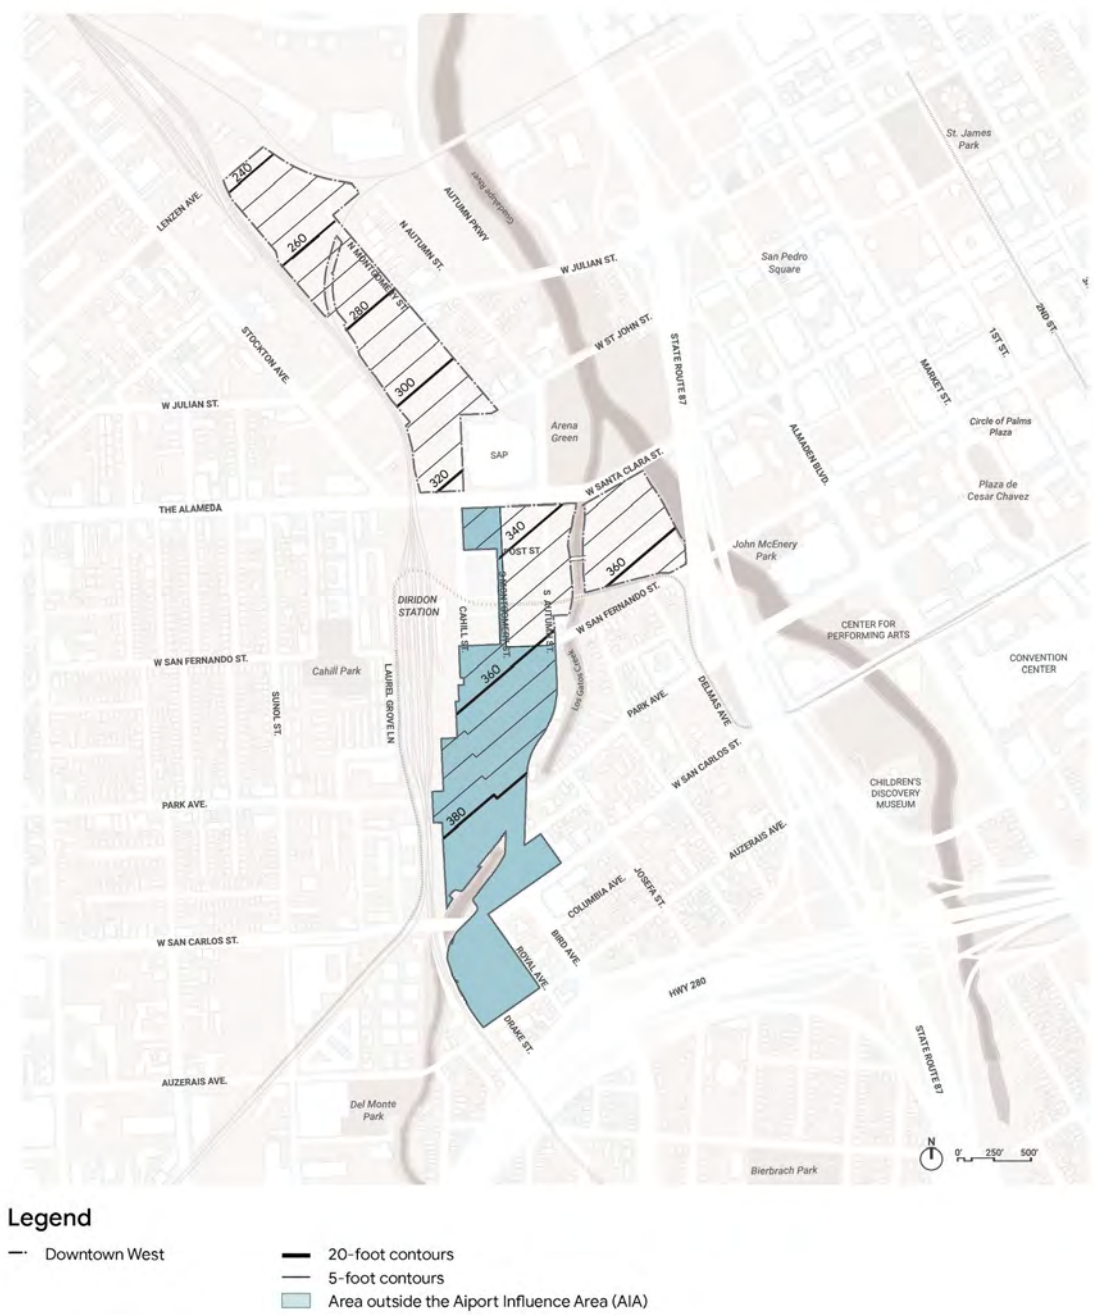 St. James
Park
240
LENZEN AVE.
Guadalupe River
AUTUMN PKWY
N AUTUMN ST.
260
N MONTGOMERY ST
W JULIAN ST.
San Pedro
Square
280
2ND ST.
STOCKTON AVE.
W ST JOHN ST.
STATE ROUTE 87
1ST ST.
MARKET ST.
300
W JULIAN ST.
Arena
Green
Circle of Palms
Plaza
ALMADEN BLVD.
SAP
320
W SANTA CLARA ST.
Plaza de
Cesar Chavez
THE ALAMEDA
340
POST ST.
John McEnery
Park
360
DIRIDON
STATION
CAHILL ST.
S AUTUMN ST.
W SAN FERNANDO ST.
CENTER FOR
PERFORMING ARTS
W SAN FERNANDO ST.
Cahill Park
CONVENTION
CENTER
360
Los Gatos Creek
SUNOL ST.
LAUREL GROVE LN
PARK AVE.
DELMAS AVE
W SAN CARLOS ST.
PARK AVE.
380
CHILDREN'S
DISCOVERY
MUSEUM
AUZERAIS AVE.
COLUMBIA AVE.
JOSEFA ST.
W SAN CARLOS ST.
BIRD AVE.
ROYAL AVE.
HWY 280
DRAKE ST.
STATE ROUTE 87
AUZERAIS AVE.
Del Monte
Park
Bierbrach Park
N
0' 250' 500'
Legend
Downtown West
20-foot contours
5-foot contours
Area outside the Aiport Influence Area (AIA)